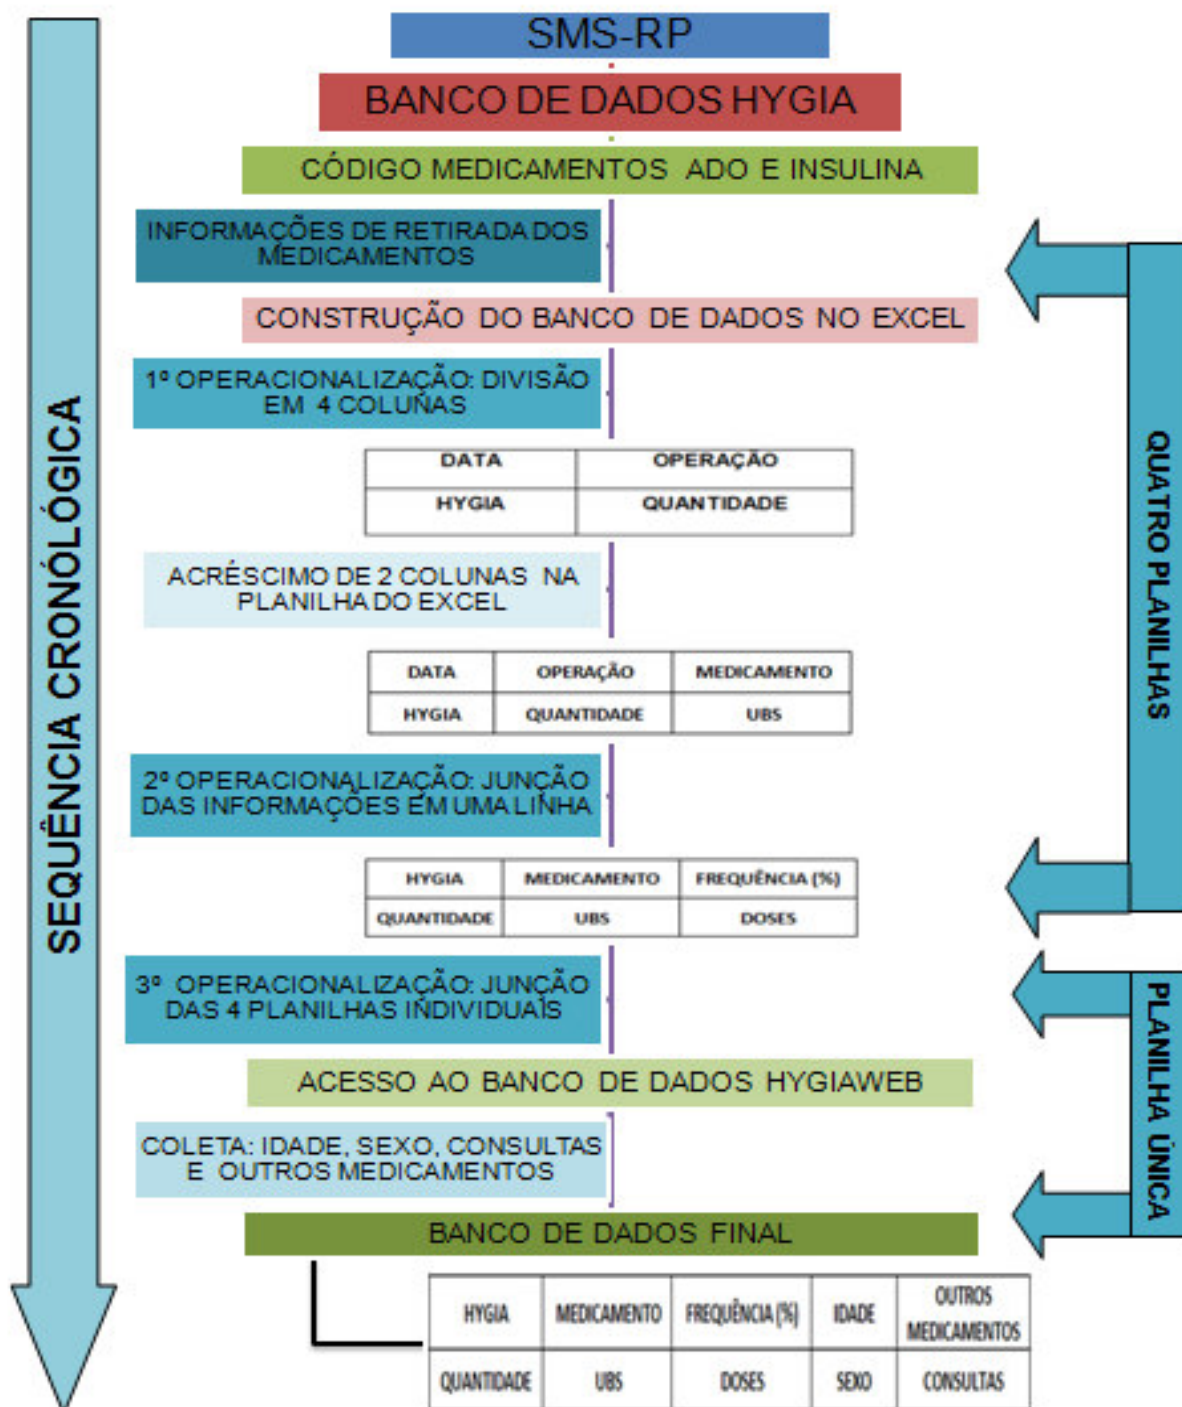 SMS-RP
BANCO DE DADOS HYGIA
CÓDIGO MEDICAMENTOS ADO E INSULINA
INFORMAÇÕES DE RETIRADA DOS
MEDICAMENTOS
CONSTRUÇÃO DO BANCO DE DADOS NO EXCEL
1º OPERACIONALIZAÇÃO: DIVISÃO
EM 4 COLUNAS
DATA OPERAÇÃO
HYGIA QUANTIDADE
ACRÉSCIMO DE 2 COLUNAS NA
PLANILHA DO EXCEL
DATA OPERAÇÃO MEDICAMENTO
HYGIA QUANTIDADE UBS
2º OPERACIONALIZAÇÃO: JUNÇÃO
DAS INFORMAÇÕES EM UMA LINHA
HYGIA MEDICAMENTO FREQUÊNCIA (%)
QUANTIDADE UBS DOSES
3º OPERACIONALIZAÇÃO: JUNÇÃO
DAS 4 PLANILHAS INDIVIDUAIS
ACESSO AO BANCO DE DADOS HYGIAWEB
COLETA: IDADE, SEXO, CONSULTAS
E OUTROS MEDICAMENTOS
BANCO DE DADOS FINAL
HYGIA MEDICAMENTO FREQUÊNCIA (%) IDADE OUTROS
MEDICAMENTOS
QUANTIDADE UBS DOSES SEXO CONSULTAS
SEQUÊNCIA CRONÓLÓGICA
QUATRO PLANILHAS
PLANILHA ÚNICA